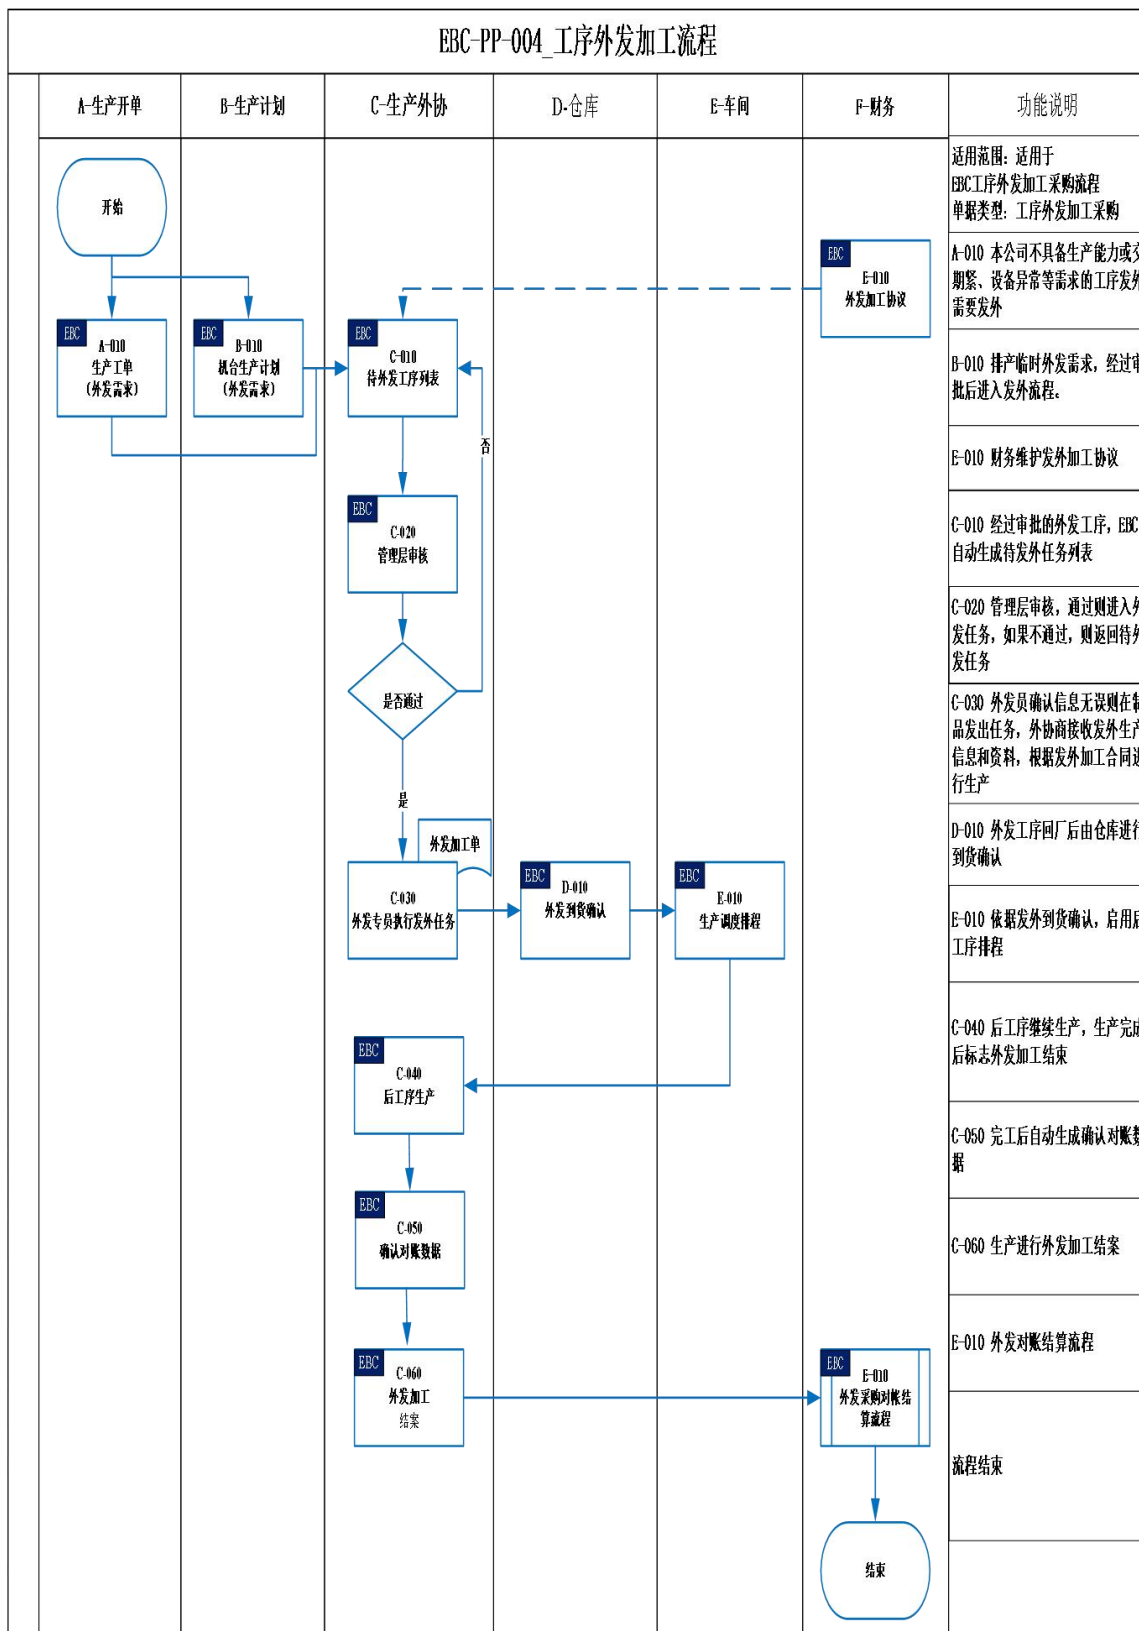 EBC-PP-004_工序外发加工流程
A-生产开单
B-生产计划
C-生产外协
D-仓库
E-车间
F-财务
功能说明
开始
适用范围：适用于
EBC工序外发加工采购流程
单据类型：工序外发加工采购
EBC
E-010
外发加工协议
A-010 本公司不具备生产能力或交
期紧、设备异常等需求的工序发外
需要发外
EBC
A-010
生产工单
(外发需求)
EBC
B-010
机台生产计划
(外发需求)
EBC
C-010
待外发工序列表
B-010 排产临时外发需求，经过审
批后进入发外流程。
否
E-010 财务维护发外加工协议
EBC
C-020
管理层审核
C-010 经过审批的外发工序，EBC
自动生成待发外任务列表
C-020 管理层审核，通过则进入外
发任务，如果不通过，则返回待外
发任务
是否通过
C-030 外发员确认信息无误则在制
品发出任务，外协商接收发外生产
信息和资料，根据发外加工合同进
行生产
是
外发加工单
C-030
外发专员执行发外任务
EBC
D-010
外发到货确认
EBC
E-010
生产调度排程
D-010 外发工序回厂后由仓库进行
到货确认
E-010 依据发外到货确认，启用后
工序排程
EBC
C-040
后工序生产
C-040 后工序继续生产，生产完成
后标志外发加工结束
EBC
C-050
确认对账数据
C-050 完工后自动生成确认对账数
据
C-060 生产进行外发加工结案
EBC
C-060
外发加工
结案
EBC
E-010
外发采购对帐结
算流程
E-010 外发对账结算流程
流程结束
结束